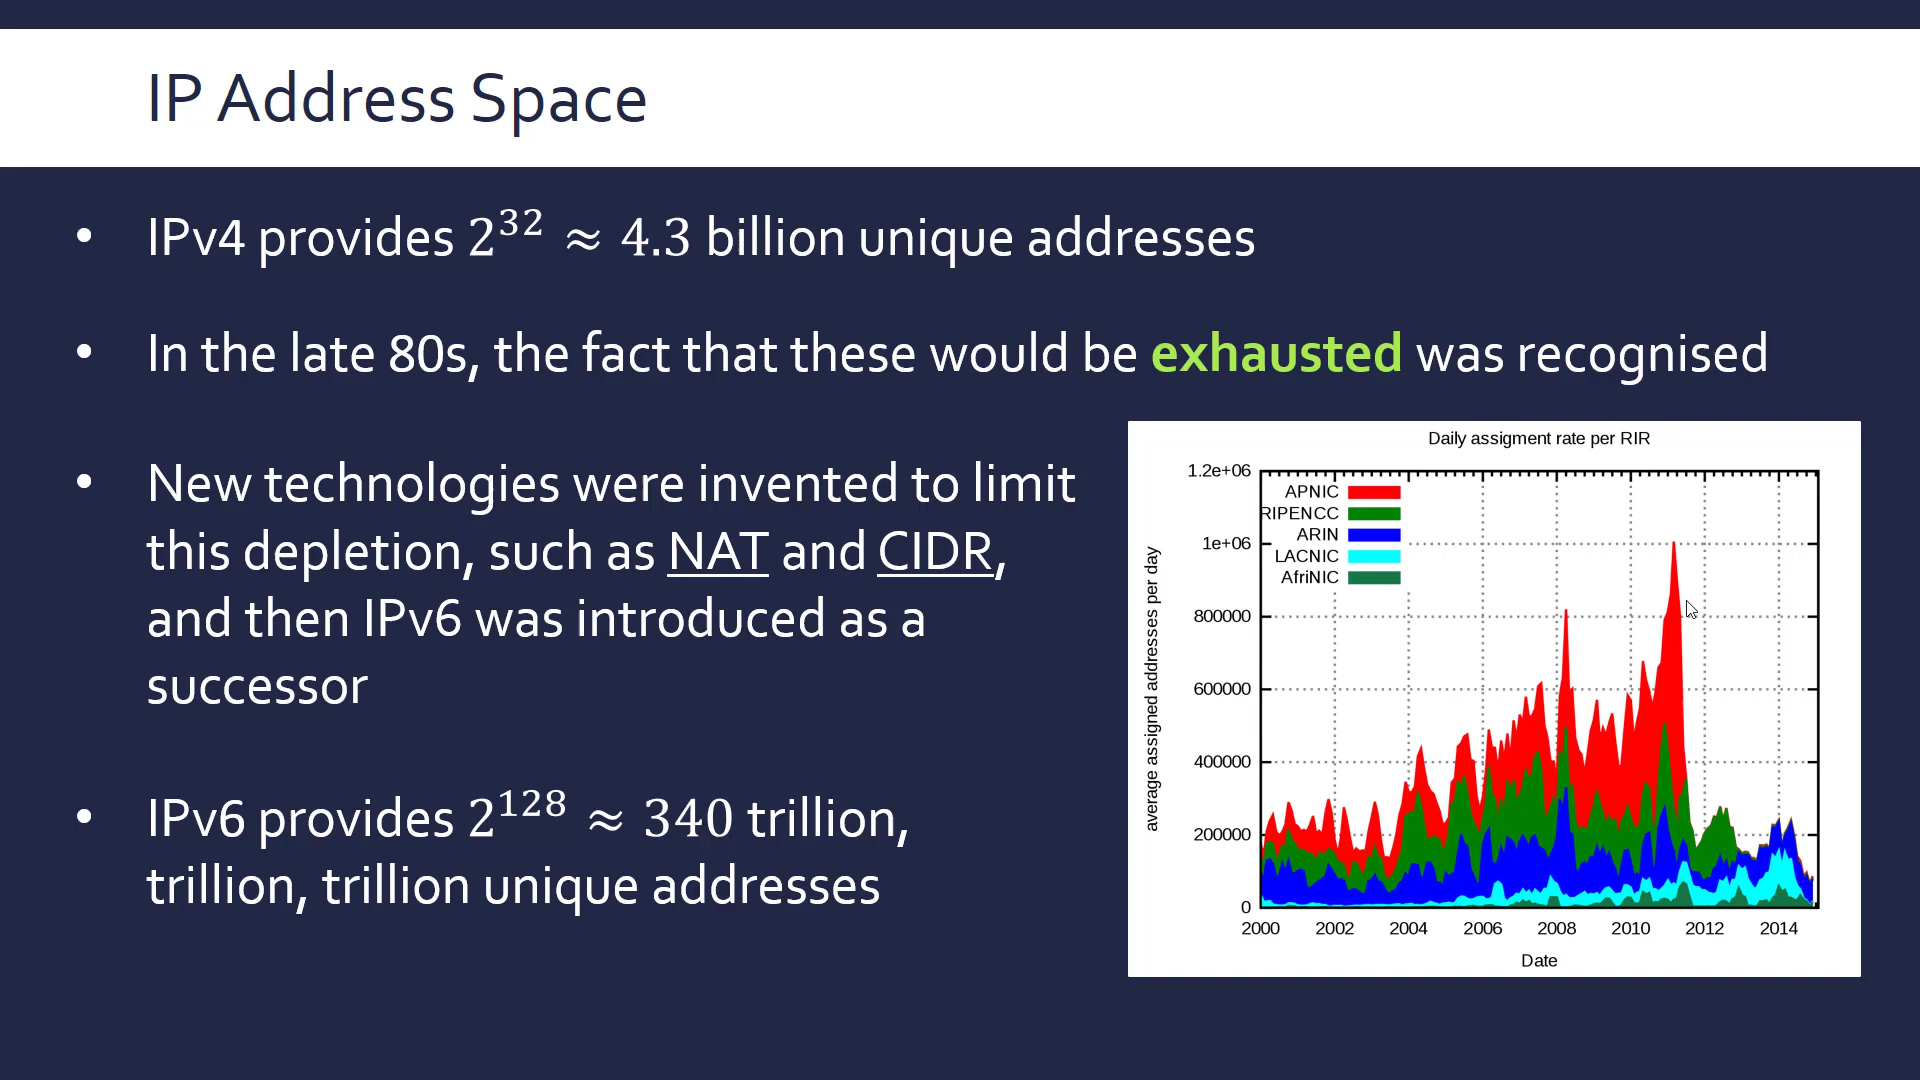 IP Address Space
• IPv4 provides 2^32 ≈ 4.3 billion unique addresses
• In the late 80s, the fact that these would be exhausted was recognised
• New technologies were invented to limit
this depletion, such as NAT and CIDR,
and then IPv6 was introduced as a
successor
• IPv6 provides 2^128 ≈ 340 trillion,
trillion, trillion unique addresses
Daily assigment rate per RIR
average assigned addresses per day
1.2e+06
1e+06
800000
600000
400000
200000
0
APNIC
RIPENCC
ARIN
LACNIC
AfriNIC
2000 2002 2004 2006 2008 2010 2012 2014
Date